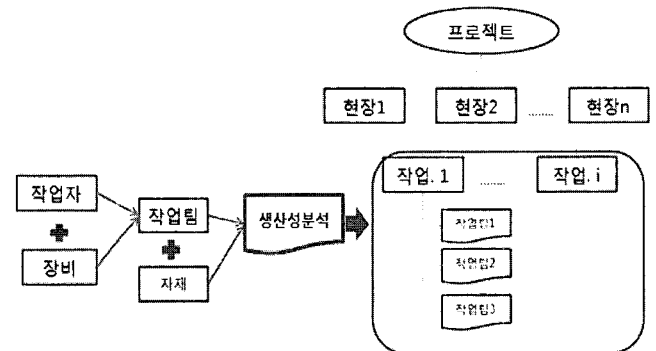 프로젝트
현장1 현장2 ........ 현장n
작업. 1 ........ 작업. i
작업자
장비
작업팀
자재
생산성분석
작업팀1
작업팀2
작업팀3